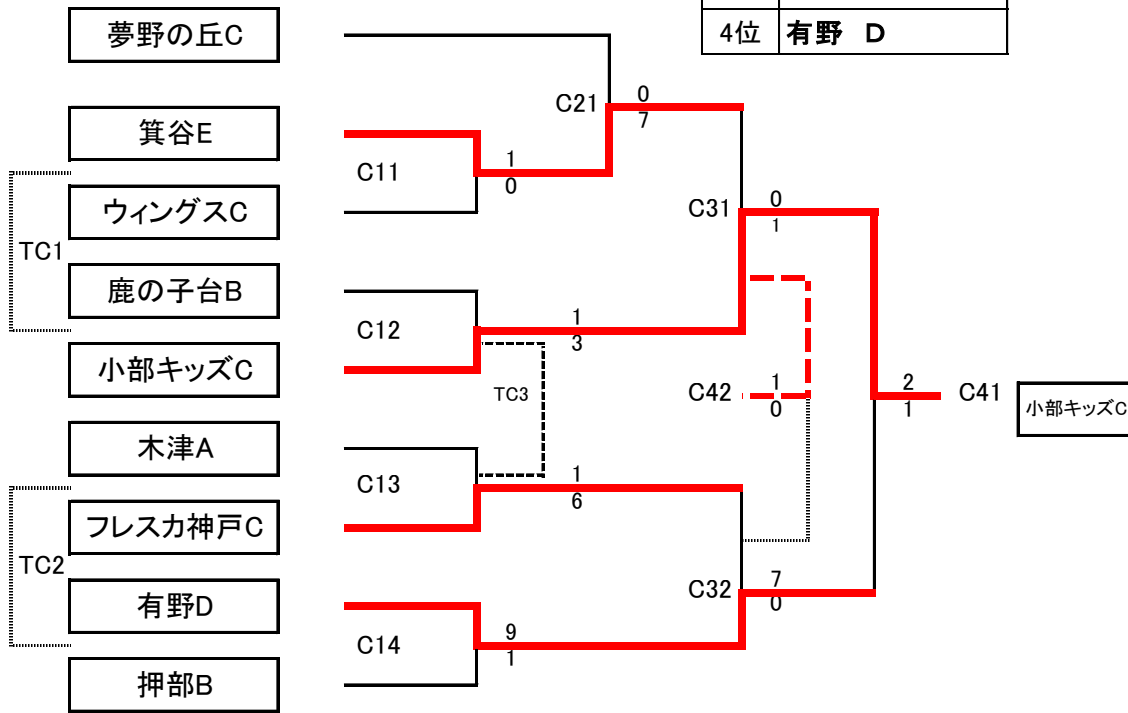 夢野の丘C
4位 有野 D
C21
0
7
箕谷E
C11
1
0
ウィングスC
TC1
C31
0
1
鹿の子台B
C12
1
3
小部キッズC
TC3
C42
1
0
2
1
C41
小部キッズC
木津A
C13
1
6
フレスカ神戸C
TC2
C32
7
0
有野D
C14
9
1
押部B